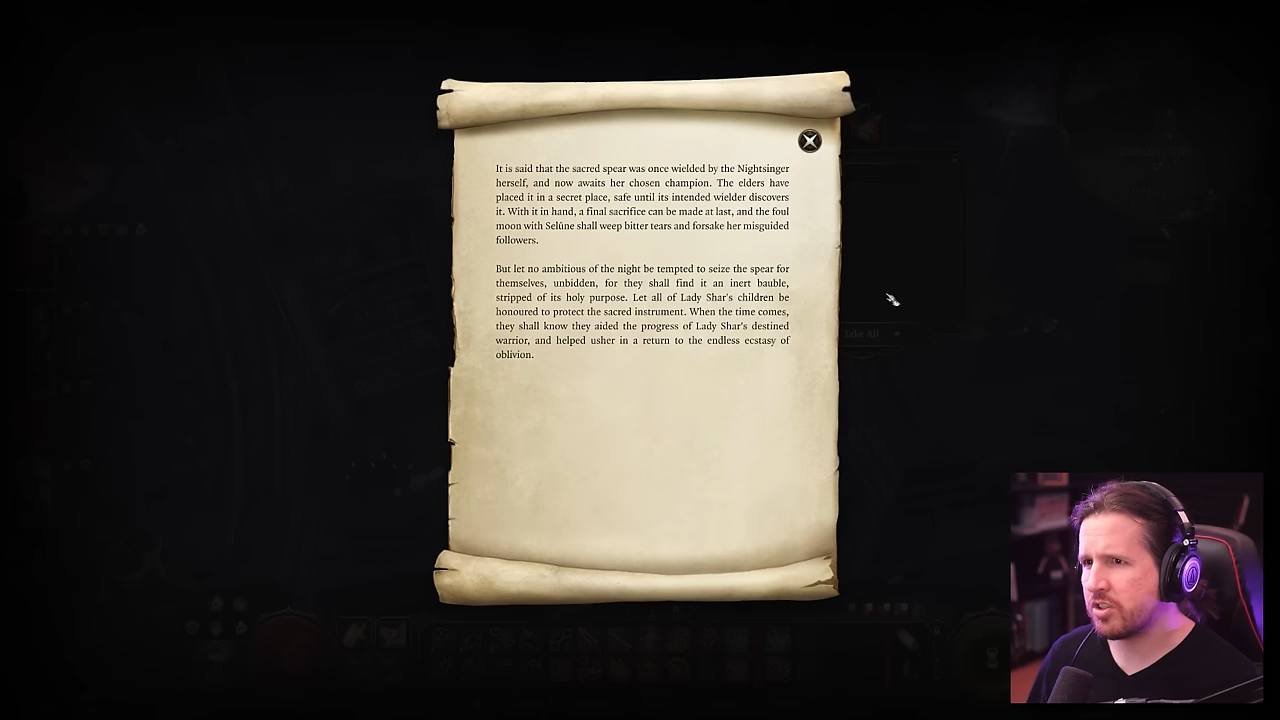 It is said that the sacred spear was once wielded by the Nightsinger
herself, and now awaits her chosen champion. The elders have
placed it in a secret place, safe until its intended wielder discovers
it. With it in hand, a final sacrifice can be made at last, and the foul
moon with Selûne shall weep bitter tears and forsake her misguided
followers.
But let no ambitious of the night be tempted to seize the spear for
themselves, unbidden, for they shall find it an inert bauble,
stripped of its holy purpose. Let all of Lady Shar's children be
honoured to protect the sacred instrument. When the time comes,
they shall know they aided the progress of Lady Shar's destined
warrior, and helped usher in a return to the endless ecstasy of
oblivion.
Take All